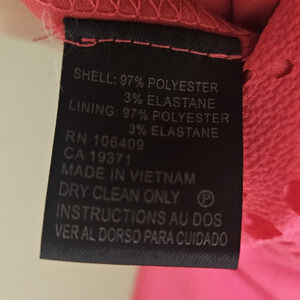 SHELL: 97% POLYESTER
3% ELASTANE
LINING: 97% POLYESTER
3% ELASTANE
RN 106409
CA 19371
MADE IN VIETNAM
DRY CLEAN ONLY Ⓟ
INSTRUCTIONS AU DOS
VER AL DORSO PARA CUIDADO